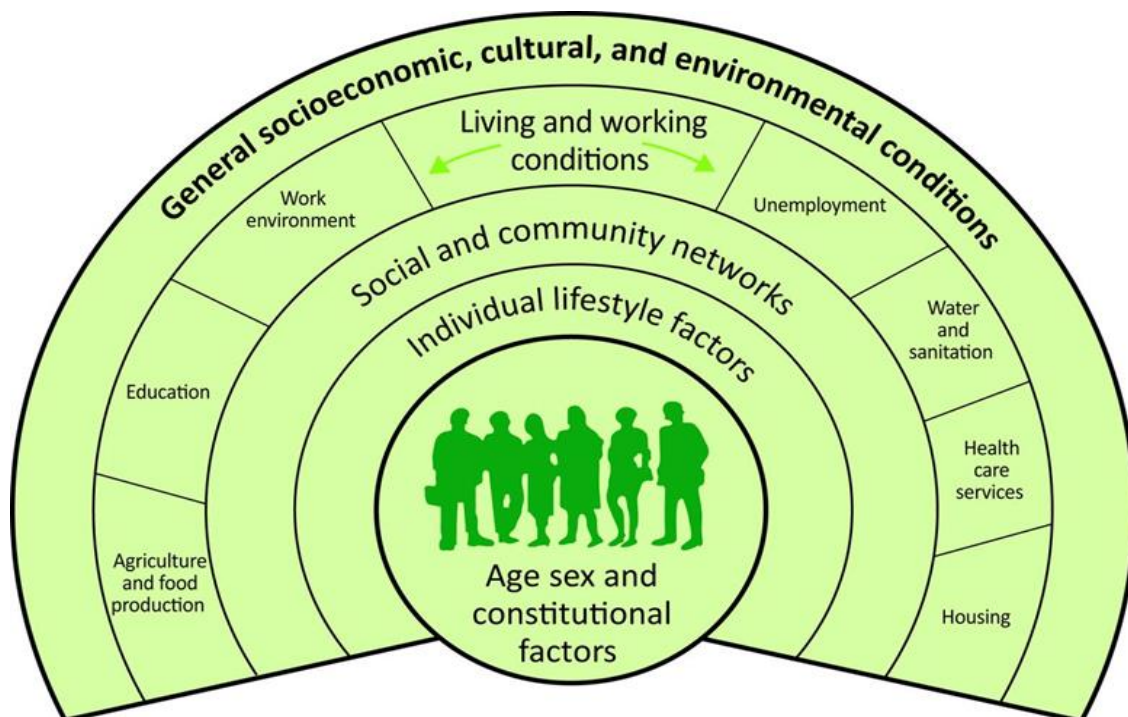 General socioeconomic, cultural, and environmental conditions
Living and working
conditions
Work
environment
Unemployment
Social and community networks
Water
and
sanitation
Individual lifestyle factors
Education
Health
care
services
Agriculture
and food
production
Housing
Age sex and
constitutional
factors